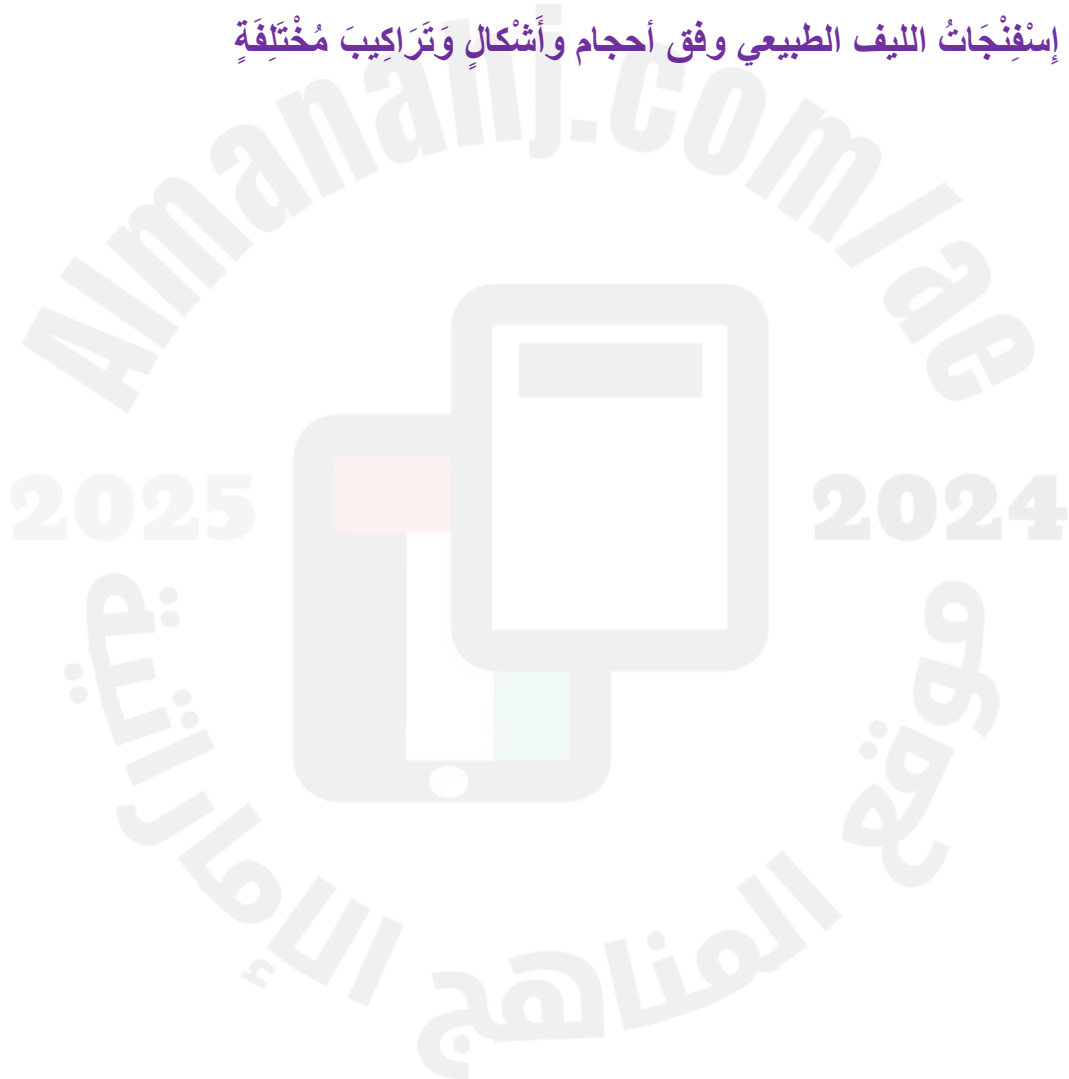 إِسْفِنْجَاتُ الليف الطبيعي وفق أحجام وأَشْكالٍ وَتَرَاكِيبَ مُخْتَلِفَةٍ
Almanahj.com/ae
2025 2024
موقع المناهج الإماراتية